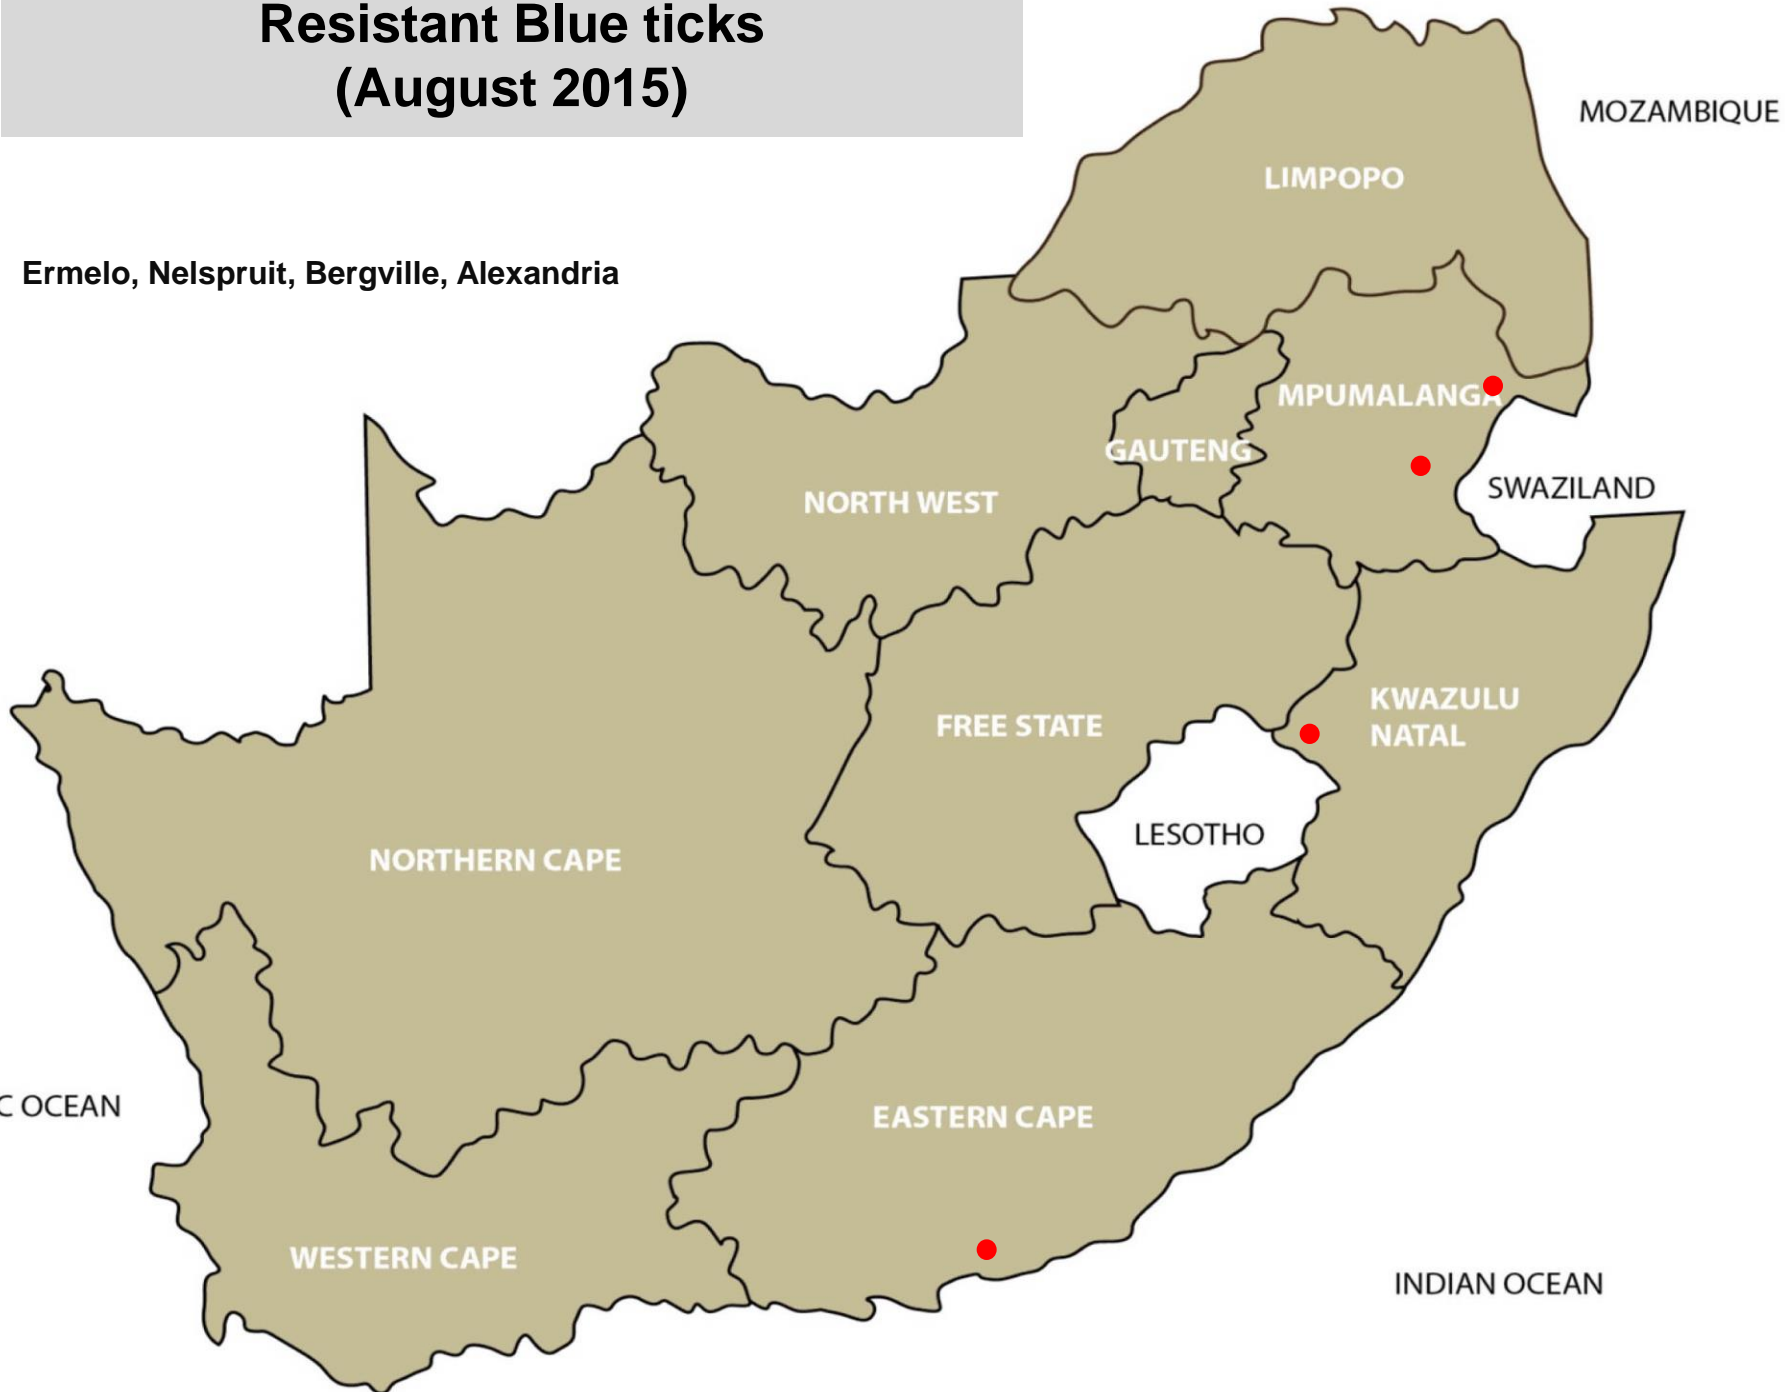 Resistant Blue ticks
(August 2015)
MOZAMBIQUE
LIMPOPO
Ermelo, Nelspruit, Bergville, Alexandria
MPUMALANGA
GAUTENG
SWAZILAND
NORTH WEST
KWAZULU
NATAL
FREE STATE
LESOTHO
NORTHERN CAPE
C OCEAN
EASTERN CAPE
WESTERN CAPE
INDIAN OCEAN